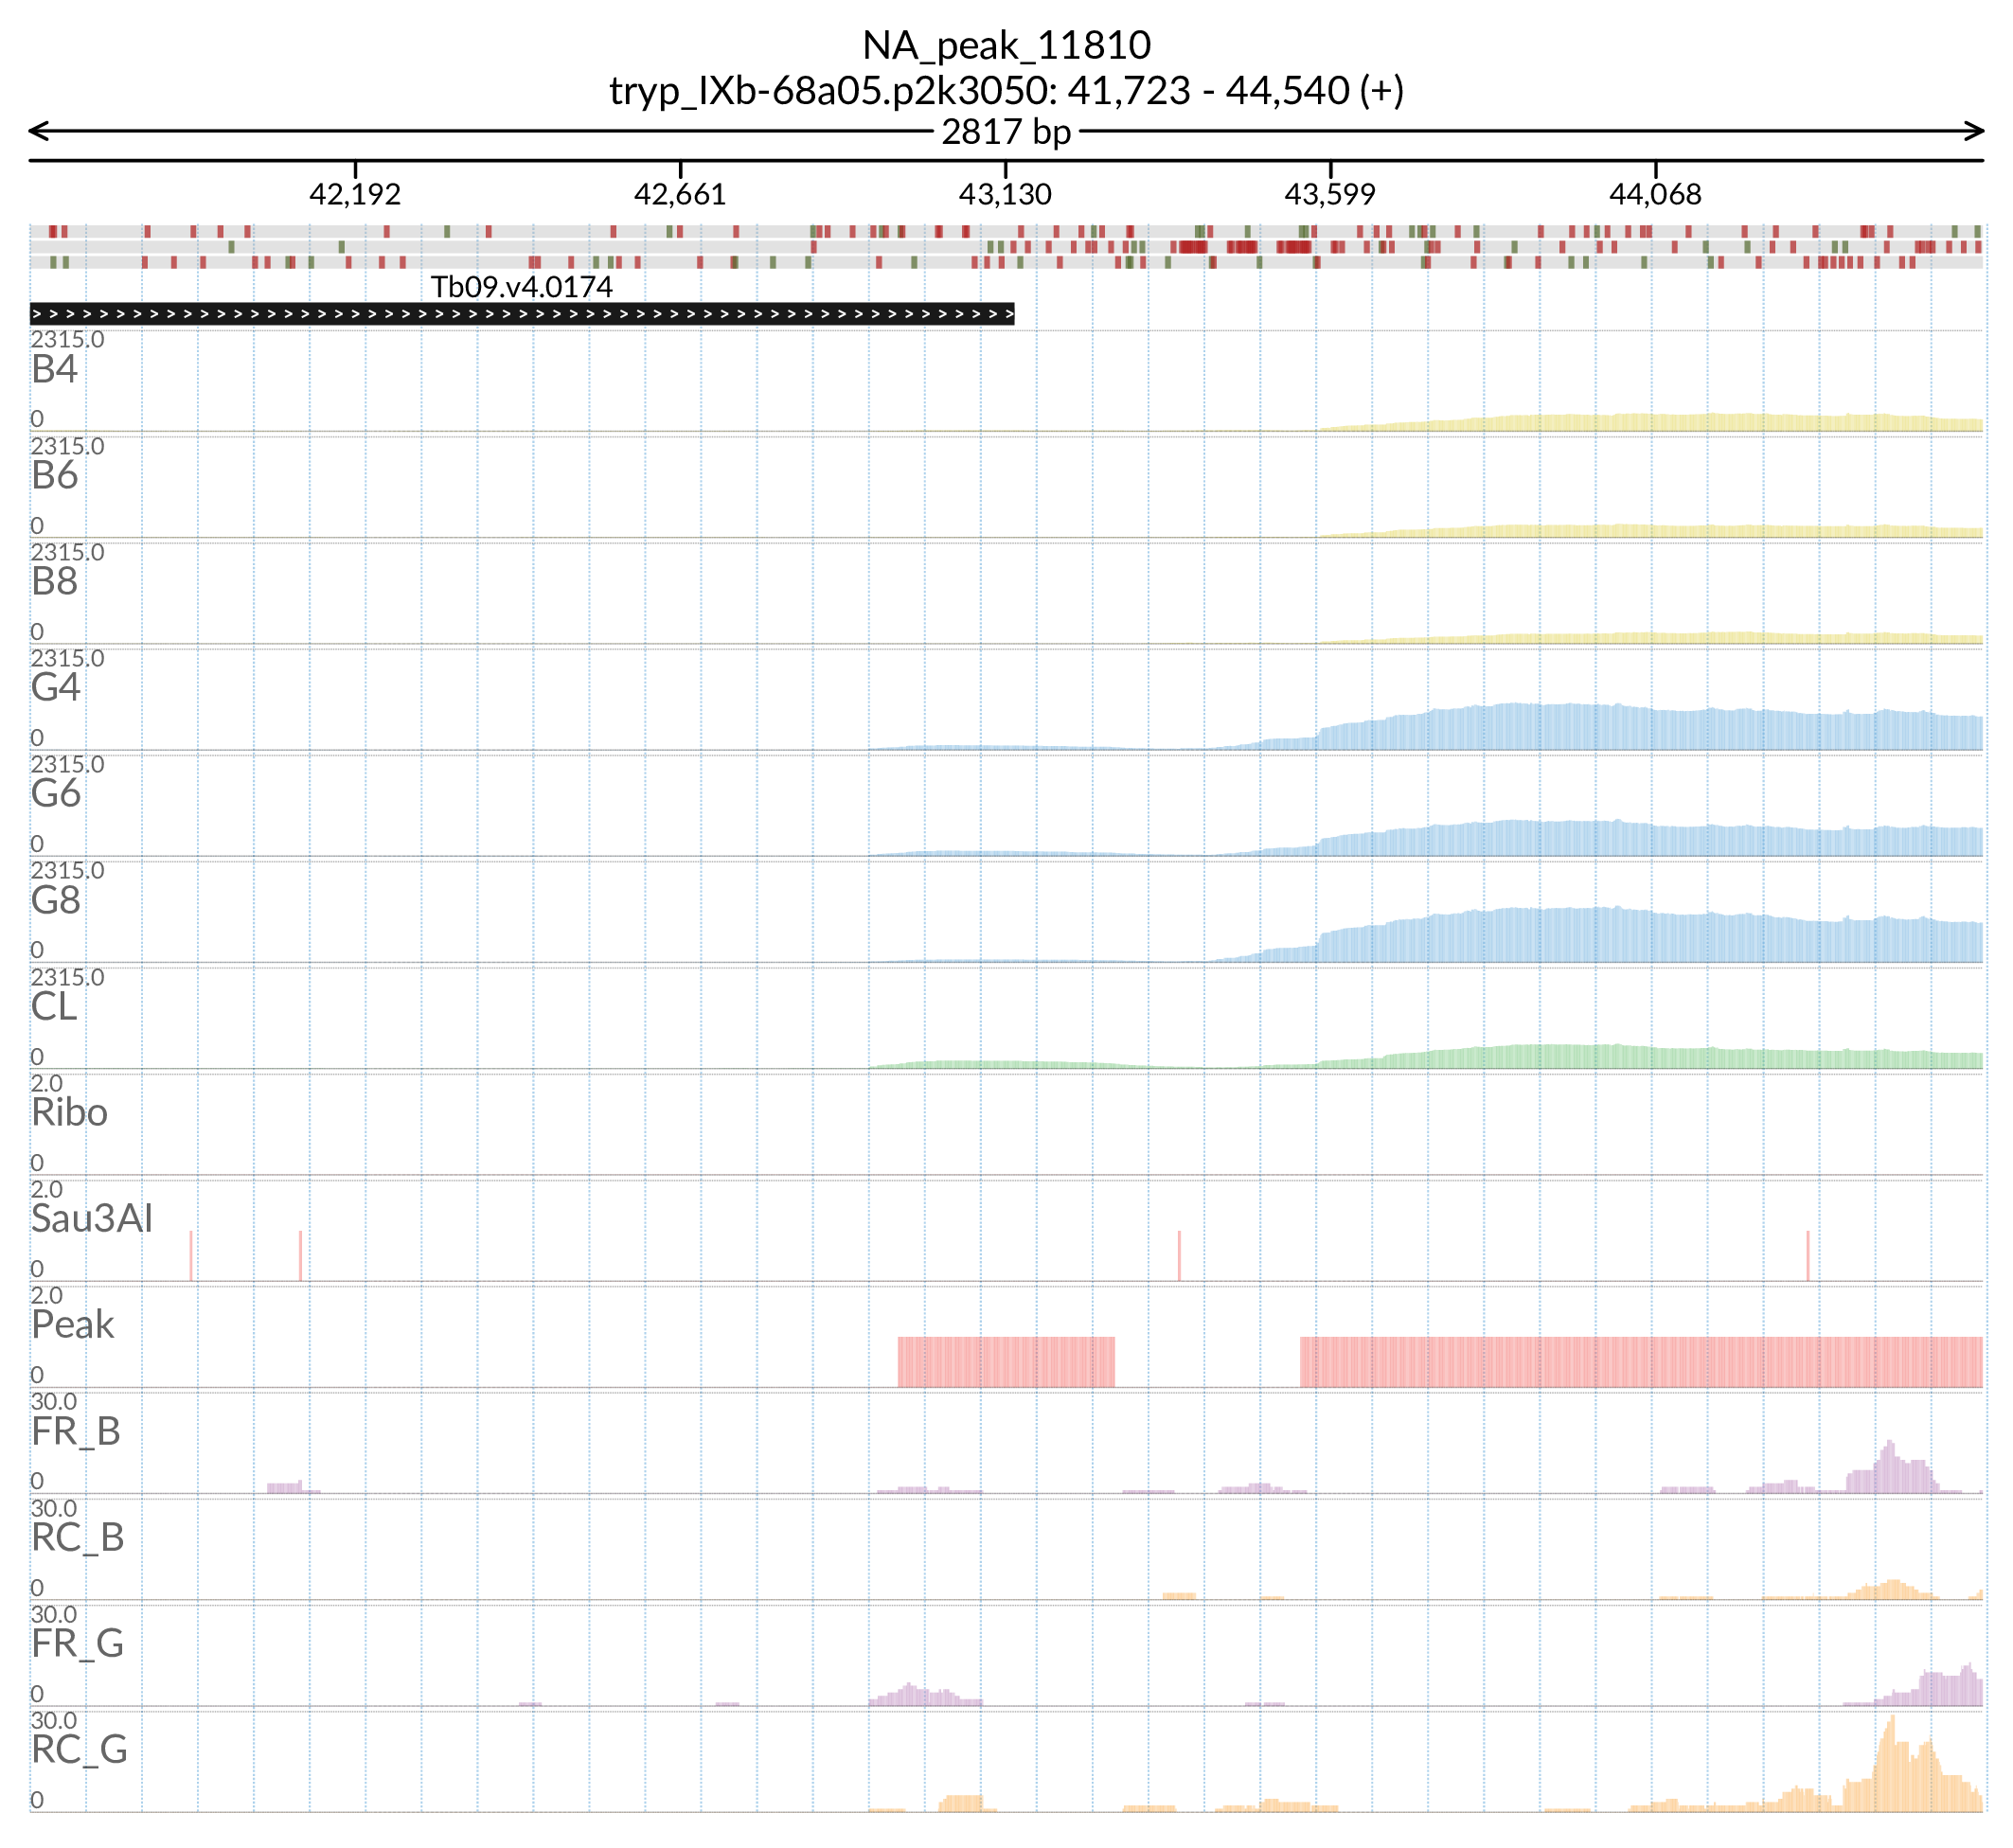 NA_peak_11810
tryp_IXb-68a05.p2k3050: 41,723 - 44,540 (+)
2817 bp
42,192 42,661 43,130 43,599 44,068
Tb09.v4.0174
2315.0
B4
0
2315.0
B6
0
2315.0
B8
0
2315.0
G4
0
2315.0
G6
0
2315.0
G8
0
2315.0
CL
0
2.0
Ribo
0
2.0
Sau3AI
0
2.0
Peak
0
30.0
FR_B
0
30.0
RC_B
0
30.0
FR_G
0
30.0
RC_G
0